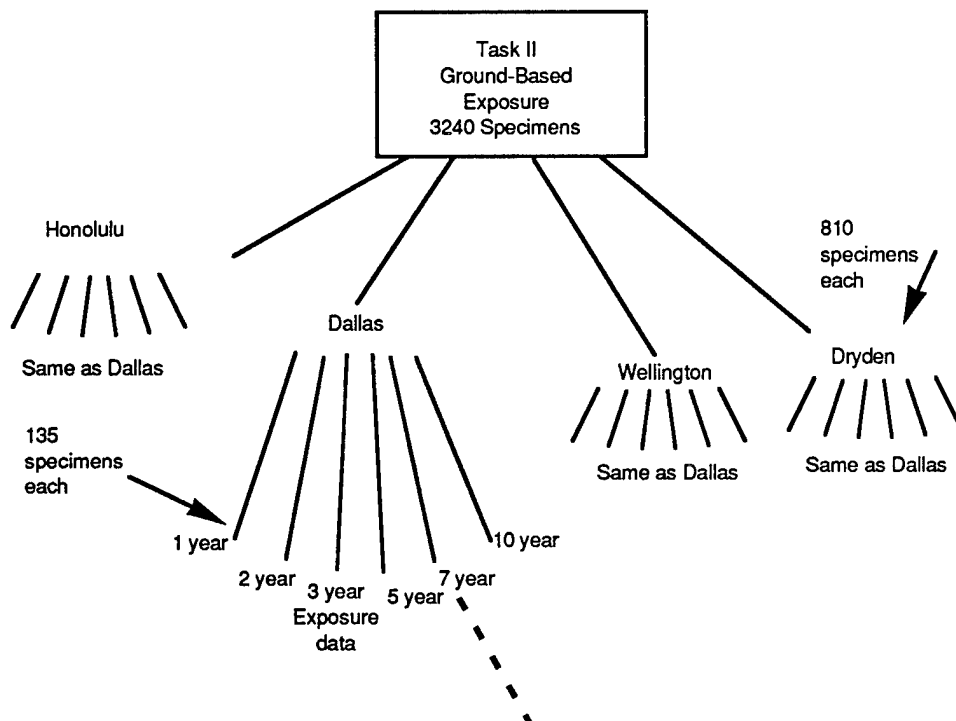 Task II
Ground-Based
Exposure
3240 Specimens
Honolulu
810
specimens
each
Dallas
Same as Dallas
Wellington
Dryden
135
specimens
each
Same as Dallas
Same as Dallas
1 year
10 year
2 year
3 year
5 year
7 year
Exposure
data